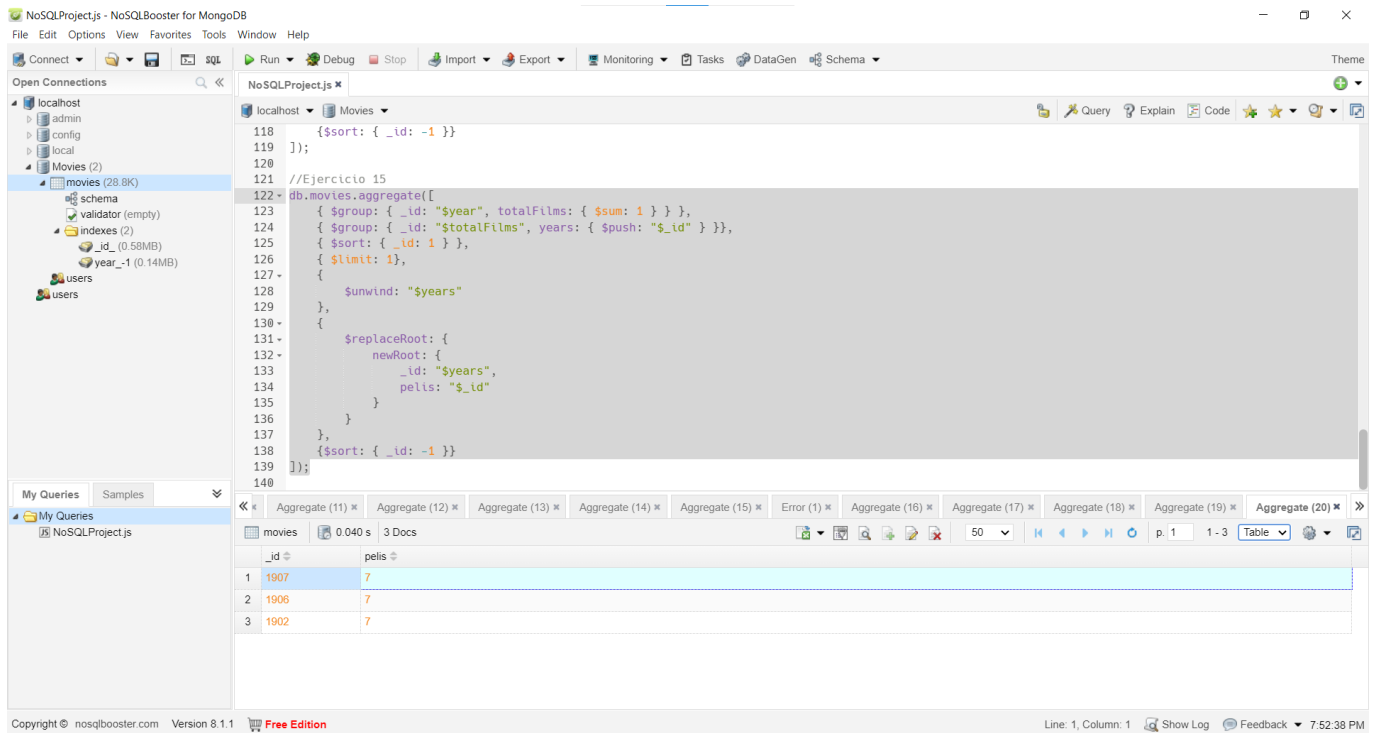 NoSQLProject.js - NoSQLBooster for MongoDB
File Edit Options View Favorites Tools Window Help
Connect SQL Run Debug Stop Import Export Monitoring Tasks DataGen Schema Theme
Open Connections
NoSQLProject.js
localhost
admin
config
local
Movies (2)
movies (28.8K)
schema
validator (empty)
indexes (2)
_id_ (0.58MB)
year_-1 (0.14MB)
users
users
localhost Movies Query Explain Code
118 {$sort: { _id: -1 }}
119 ]);
120
121 //Ejercicio 15
122 db.movies.aggregate([
123 { $group: { _id: "$year", totalFilms: { $sum: 1 } } },
124 { $group: { _id: "$totalFilms", years: { $push: "$_id" } }},
125 { $sort: { _id: 1 } },
126 { $limit: 1},
127 {
128 $unwind: "$years"
129 },
130 {
131 $replaceRoot: {
132 newRoot: {
133 _id: "$years",
134 pelis: "$_id"
135 }
136 }
137 },
138 {$sort: { _id: -1 }}
139 ]);
140
My Queries Samples
My Queries
NoSQLProject.js
Aggregate (11) Aggregate (12) Aggregate (13) Aggregate (14) Aggregate (15) Error (1) Aggregate (16) Aggregate (17) Aggregate (18) Aggregate (19) Aggregate (20)
movies 0.040 s 3 Docs 50 p. 1 1 - 3 Table
_id pelis
1 1907 7
2 1906 7
3 1902 7
Copyright © nosqlbooster.com Version 8.1.1 Free Edition Line: 1, Column: 1 Show Log Feedback 7:52:38 PM